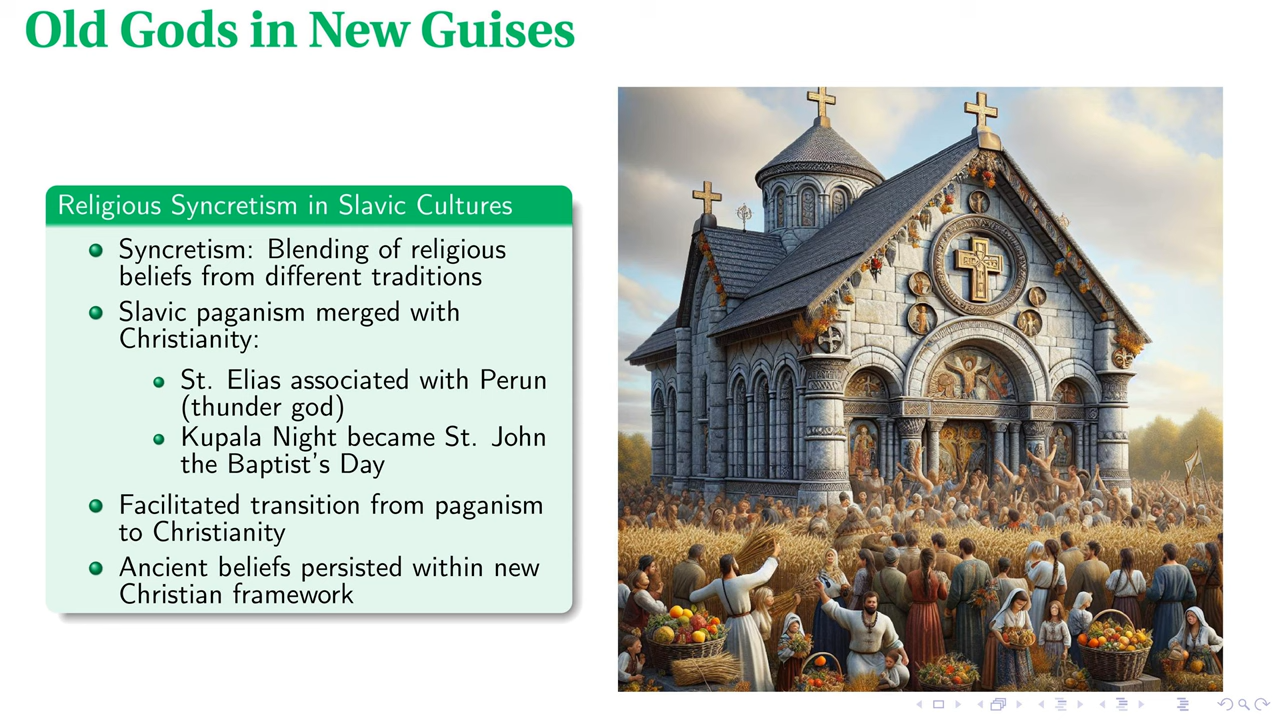 Old Gods in New Guises
Religious Syncretism in Slavic Cultures
Syncretism: Blending of religious
beliefs from different traditions
Slavic paganism merged with
Christianity:
St. Elias associated with Perun
(thunder god)
Kupala Night became St. John
the Baptist's Day
Facilitated transition from paganism
to Christianity
Ancient beliefs persisted within new
Christian framework